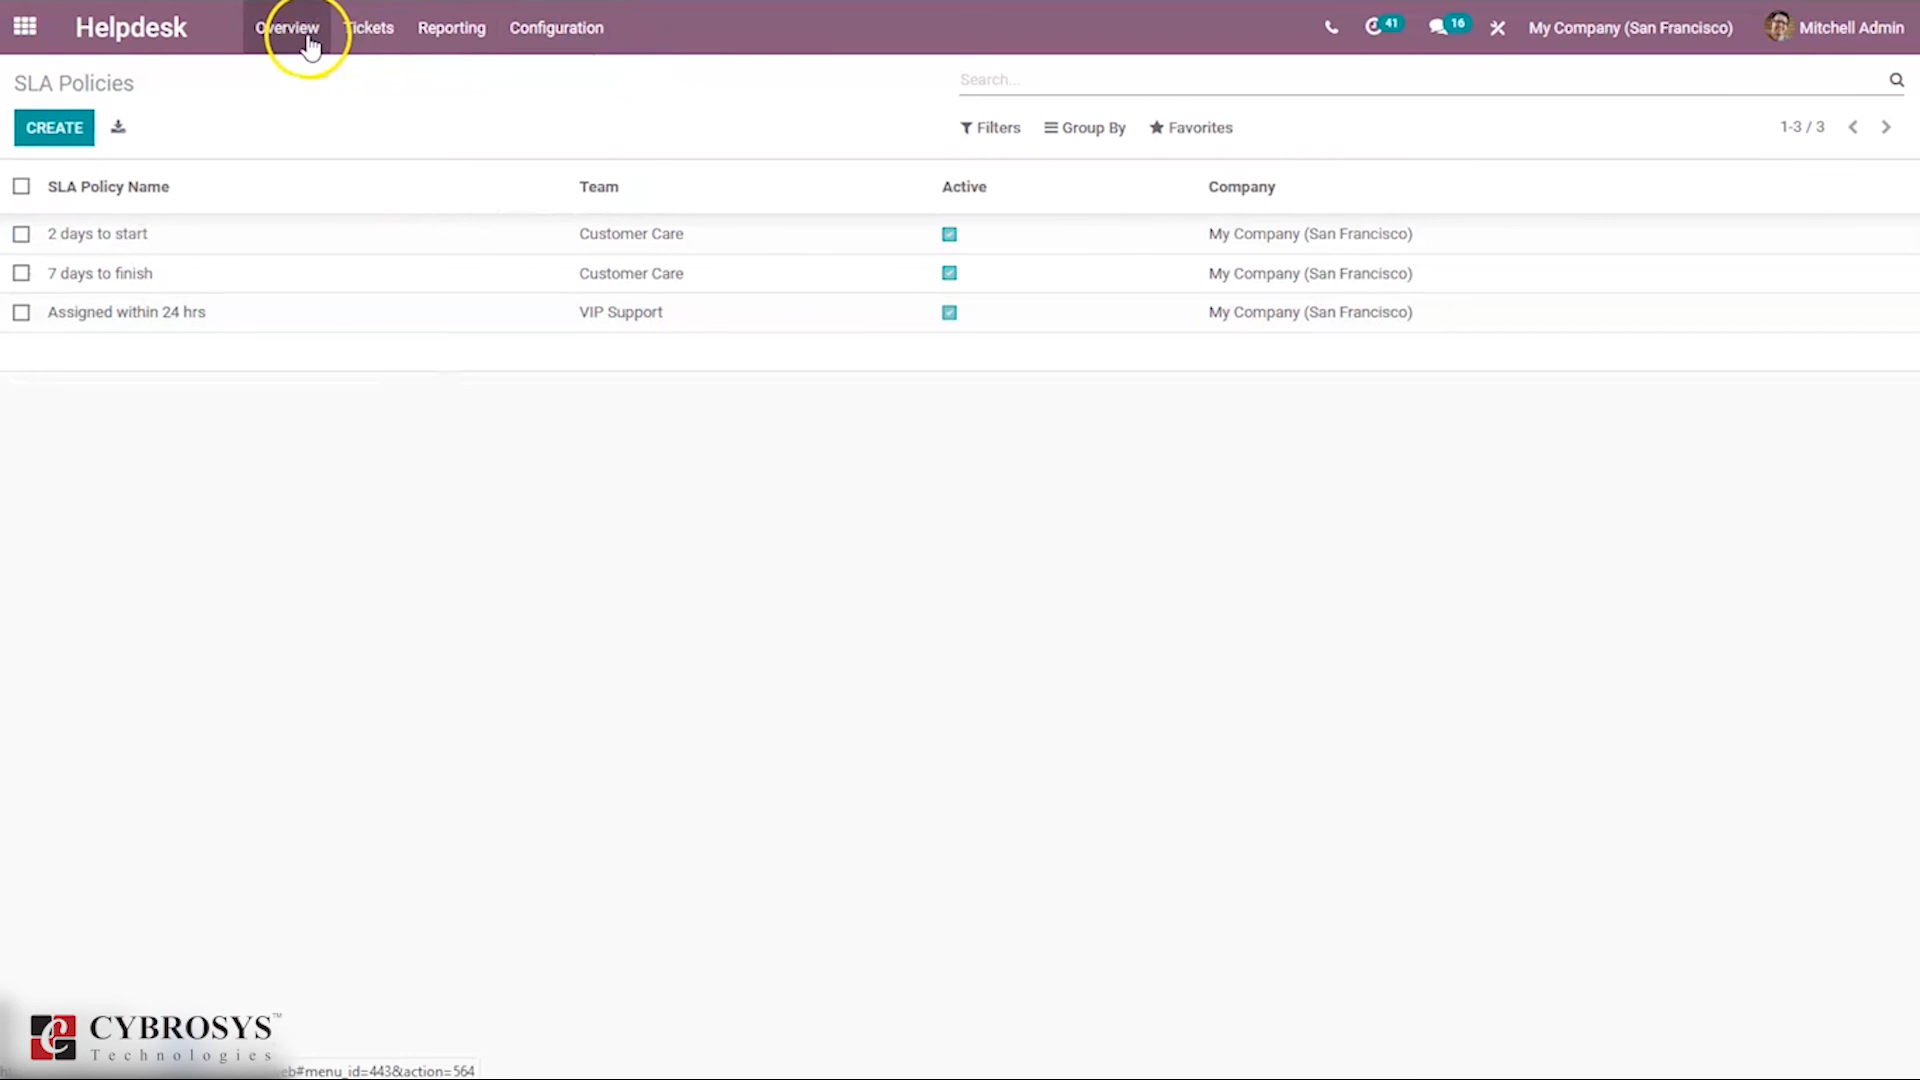 Helpdesk Overview Tickets Reporting Configuration 41 16 My Company (San Francisco) Mitchell Admin
SLA Policies
Search...
CREATE Filters Group By Favorites 1-3 / 3
SLA Policy Name Team Active Company
2 days to start Customer Care My Company (San Francisco)
7 days to finish Customer Care My Company (San Francisco)
Assigned within 24 hrs VIP Support My Company (San Francisco)
CYBROSYS™
Technologies
eb#menu_id=443&action=564